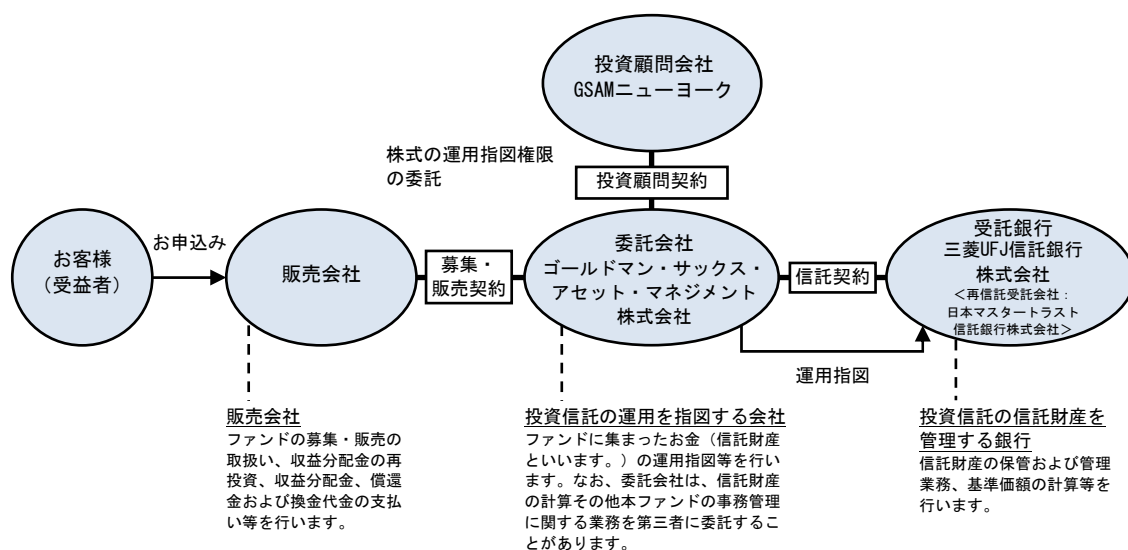 投資顧問会社
GSAMニューヨーク
株式の運用指図権限
の委託
投資顧問契約
お客様
（受益者）
お申込み
販売会社
募集・
販売契約
委託会社
ゴールドマン・サックス・
アセット・マネジメント
株式会社
信託契約
受託銀行
三菱UFJ信託銀行
株式会社
＜再信託受託会社：
日本マスタートラスト
信託銀行株式会社＞
運用指図
販売会社
ファンドの募集・販売の
取扱い、収益分配金の再
投資、収益分配金、償還
金および換金代金の支払
い等を行います。
投資信託の運用を指図する会社
ファンドに集まったお金（信託財産
といいます。）の運用指図等を行い
ます。なお、委託会社は、信託財産
の計算その他本ファンドの事務管理
に関する業務を第三者に委託するこ
とがあります。
投資信託の信託財産を
管理する銀行
信託財産の保管および管理
業務、基準価額の計算等を
行います。